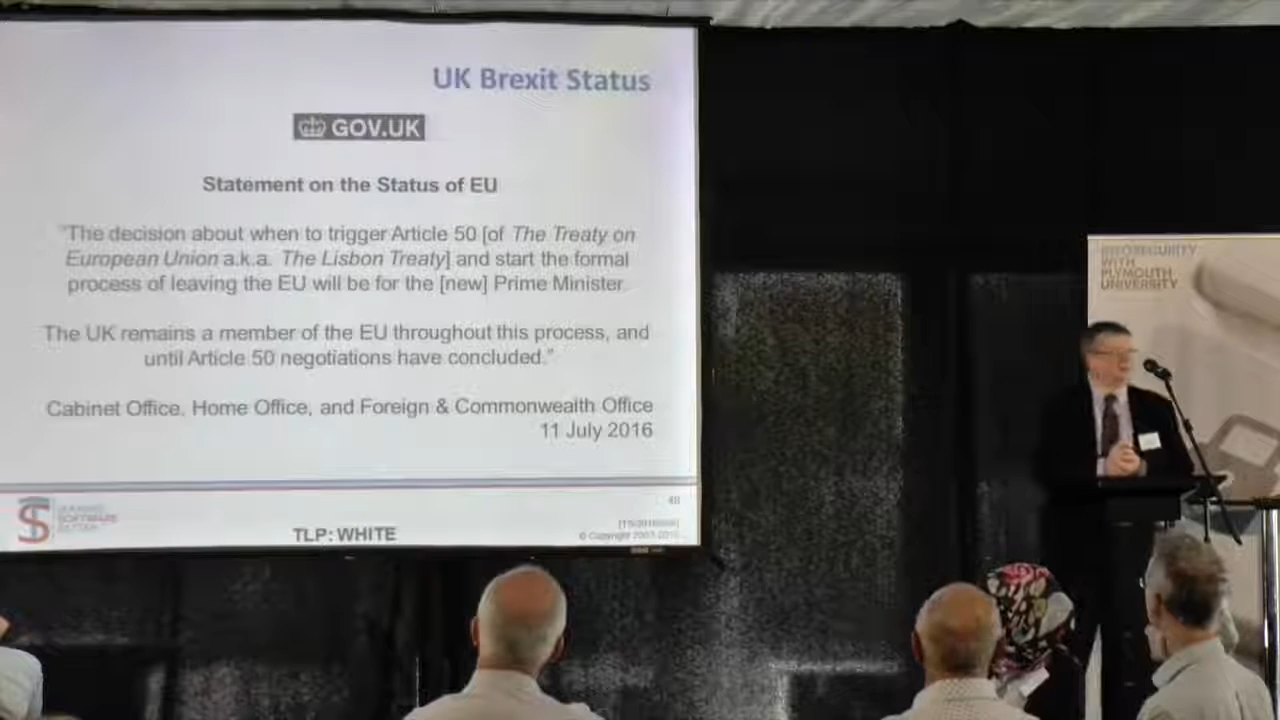 UK Brexit Status
GOV.UK
Statement on the Status of EU
"The decision about when to trigger Article 50 [of The Treaty on
European Union a.k.a. The Lisbon Treaty] and start the formal
process of leaving the EU will be for the [new] Prime Minister
The UK remains a member of the EU throughout this process, and
until Article 50 negotiations have concluded."
Cabinet Office, Home Office, and Foreign & Commonwealth Office
11 July 2016
SOFTWARE
TLP: WHITE
© Copyright
INFOSECURITY
WITH
PLYMOUTH
UNIVERSITY